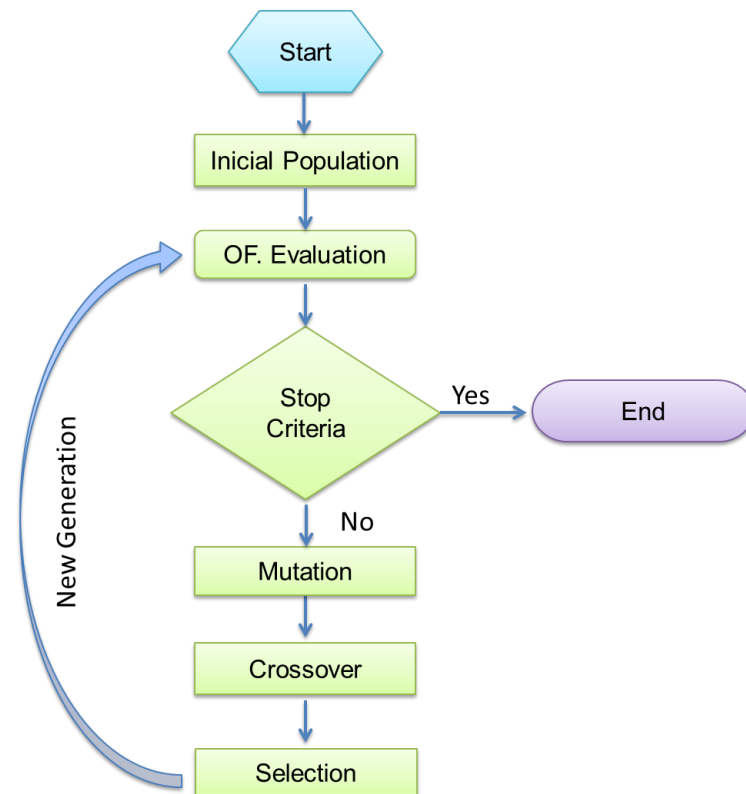 Start
Inicial Population
OF. Evaluation
Stop
Criteria
Yes
End
No
Mutation
Crossover
Selection
New Generation